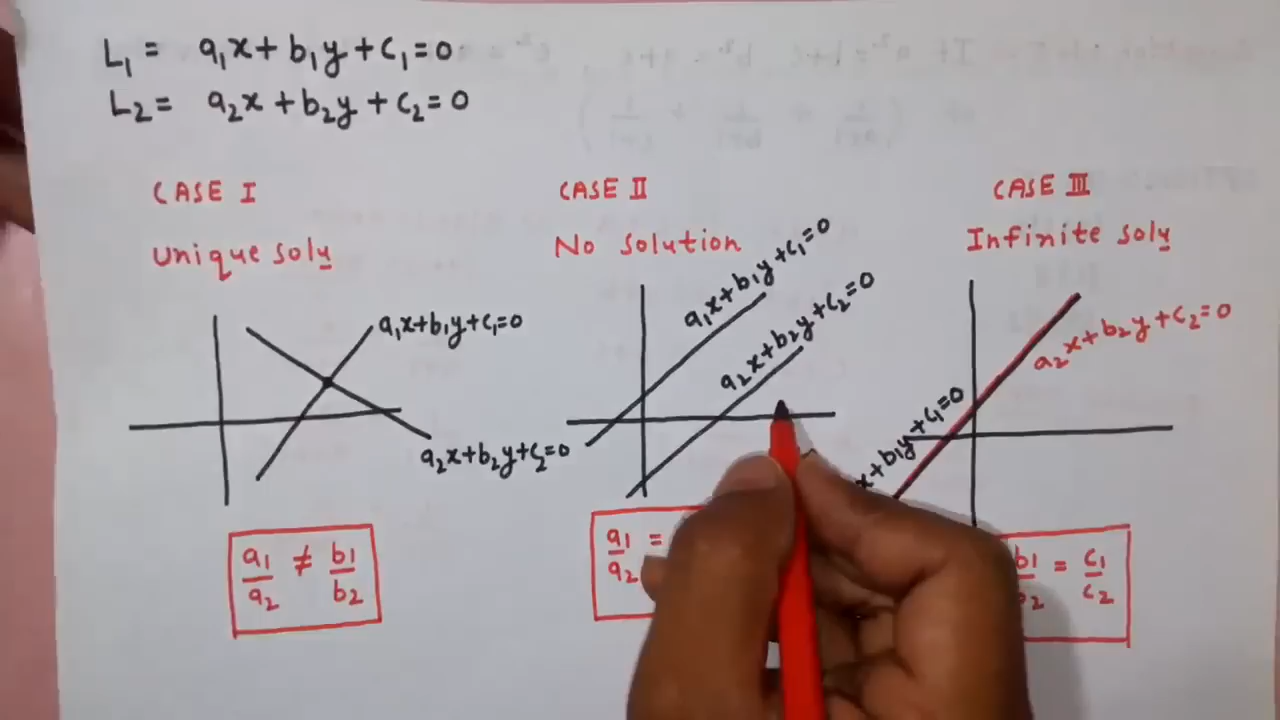 L₁ = a₁x + b₁y + c₁ = 0
L₂ = a₂x + b₂y + c₂ = 0
CASE I
Unique solⁿ
a₁x + b₁y + c₁ = 0
a₂x + b₂y + c₂ = 0
a₁/a₂ ≠ b₁/b₂
CASE II
No solution
a₁x + b₁y + c₁ = 0
a₂x + b₂y + c₂ = 0
a₁/a₂ =
CASE III
Infinite solⁿ
a₂x + b₂y + c₂ = 0
x + b₁y + c₁ = 0
b₁/b₂ = c₁/c₂